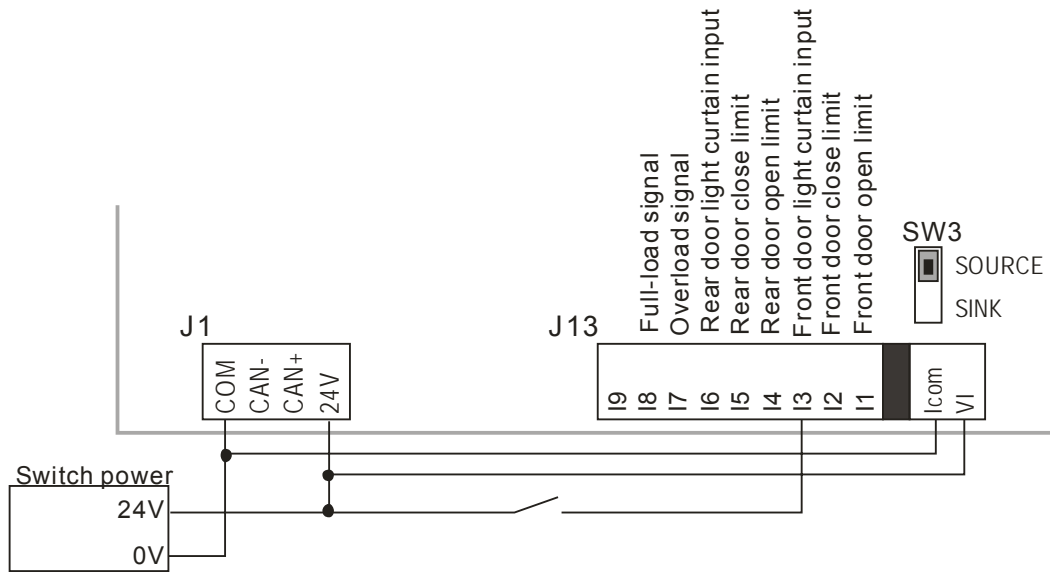 Full-load signal
Overload signal
Rear door light curtain input
Rear door close limit
Rear door open limit
Front door light curtain input
Front door close limit
Front door open limit
SW3
SOURCE
SINK
J1
J13
COM
CAN-
CAN+
24V
I9
I8
I7
I6
I5
I4
I3
I2
I1
Icom
VI
Switch power
24V
0V